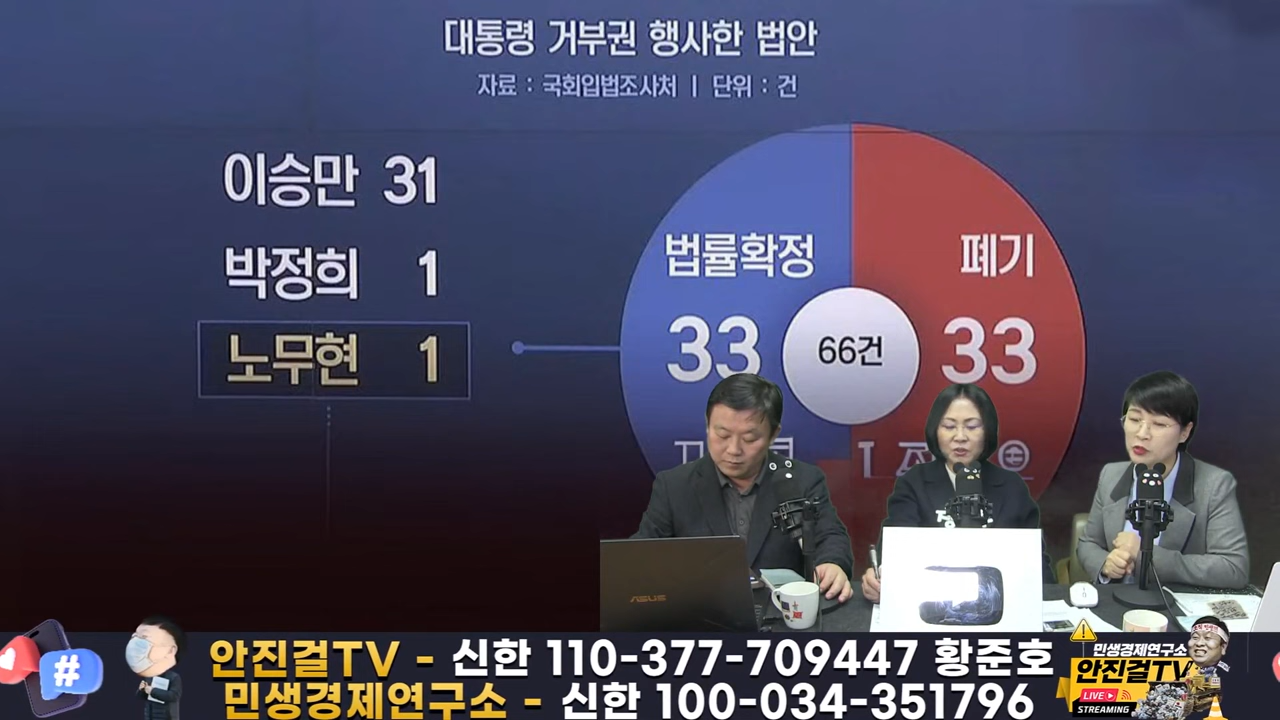 대통령 거부권 행사한 법안
자료 : 국회입법조사처 | 단위 : 건
이승만 31
박정희 1
노무현 1
법률확정
33
66건
폐기
33
ASUS
안진걸TV - 신한 110-377-709447 황준호
민생경제연구소 - 신한 100-034-351796
#
민생경제연구소
안진걸TV
LIVE
STREAMING